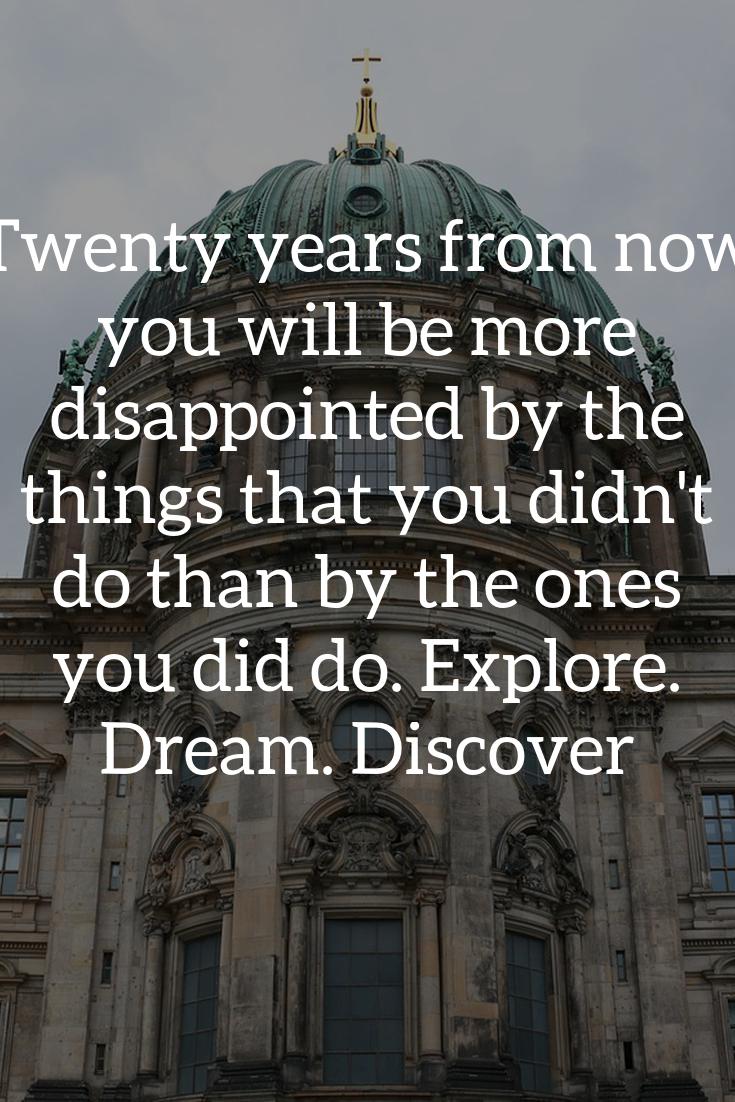 Twenty years from now
you will be more
disappointed by the
things that you didn't
do than by the ones
you did do. Explore.
Dream. Discover